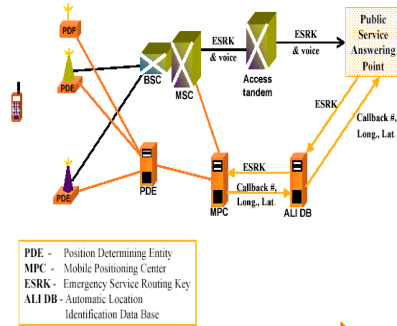 PDF
ESRK
& voice
ESRK
& voice
Public
Service
Answering
Point
PDE
BSC
MSC
Access
tandem
ESRK
Callback #,
Long., Lat.
PDE
PDE
ESRK
Callback #,
Long., Lat.
MPC
ALI DB
PDE - Position Determining Entity
MPC - Mobile Positioning Center
ESRK - Emergency Service Routing Key
ALI DB - Automatic Location
Identification Data Base